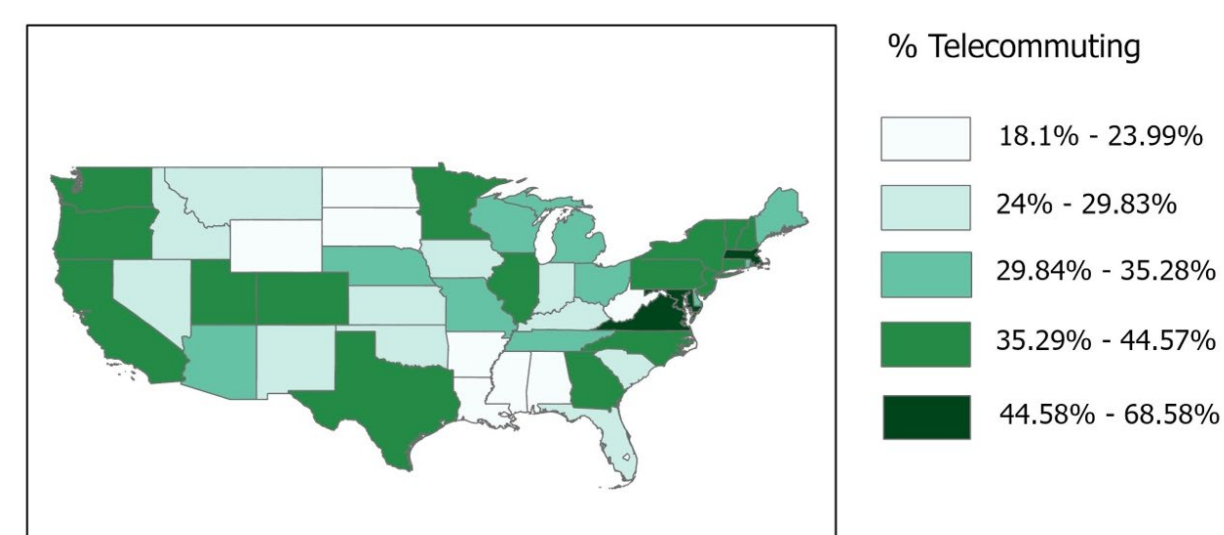 % Telecommuting
18.1% - 23.99%
24% - 29.83%
29.84% - 35.28%
35.29% - 44.57%
44.58% - 68.58%